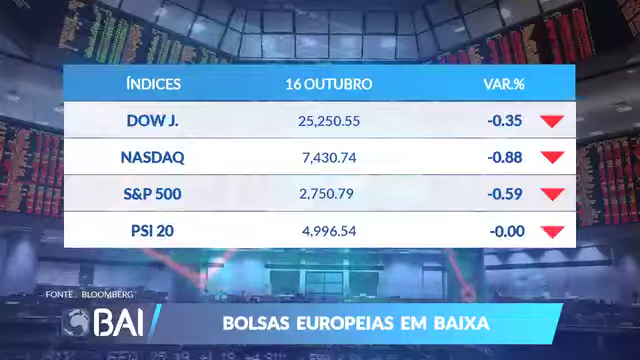 ÍNDICES 16 OUTUBRO VAR.%
DOW J. 25,250.55 -0.35
NASDAQ 7,430.74 -0.88
S&P 500 2,750.79 -0.59
PSI 20 4,996.54 -0.00
FONTE: BLOOMBERG
BAI BOLSAS EUROPEIAS EM BAIXA